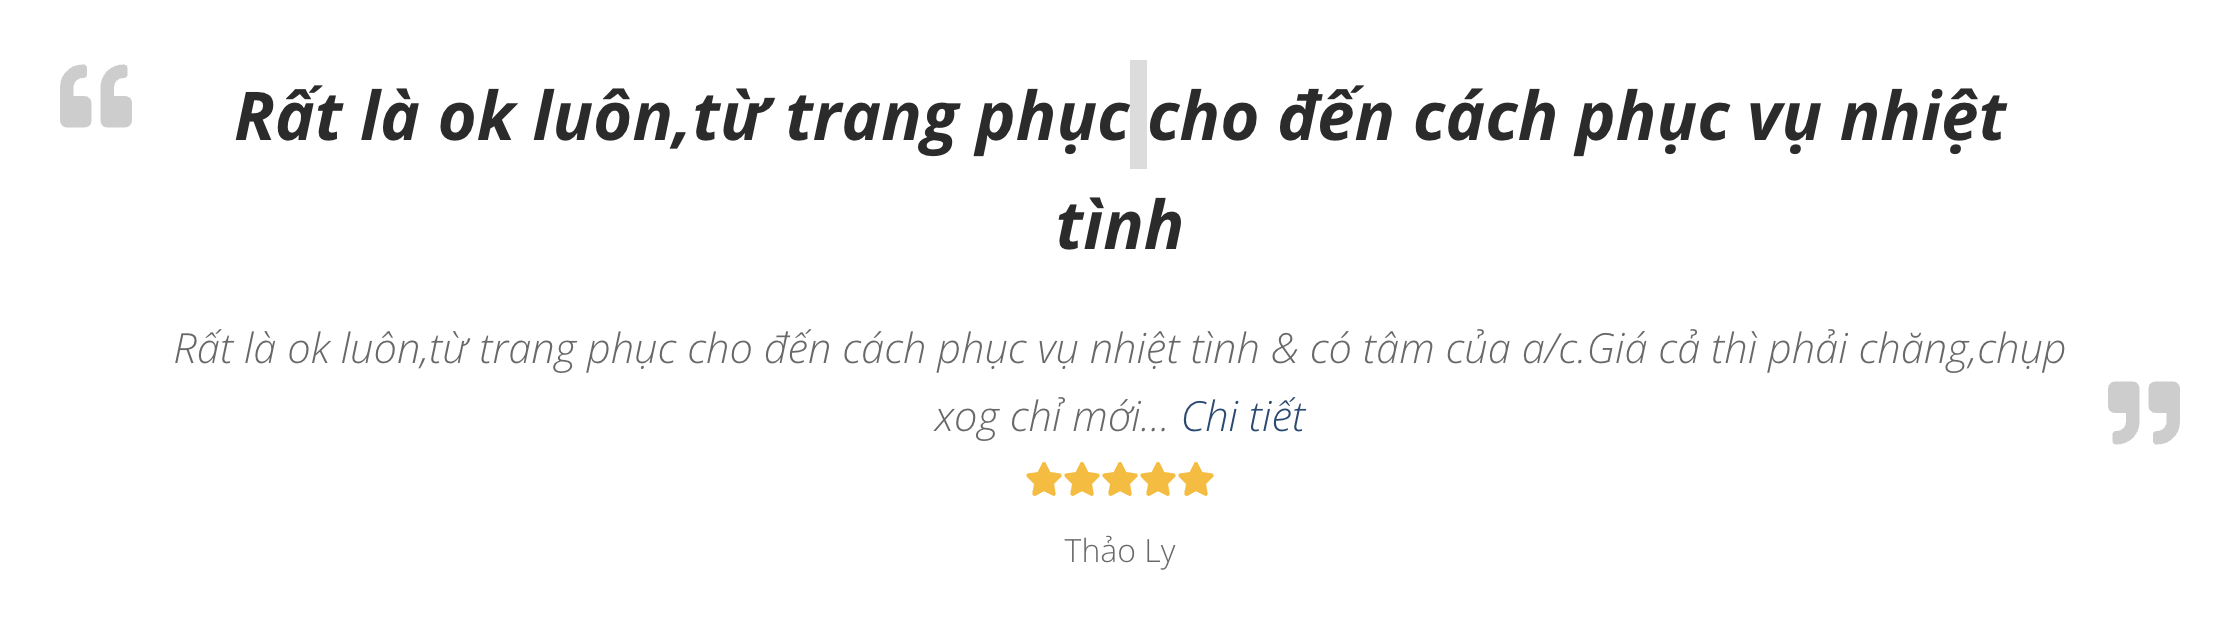 Rất là ok luôn,từ trang phục cho đến cách phục vụ nhiệt
tình
Rất là ok luôn,từ trang phục cho đến cách phục vụ nhiệt tình & có tâm của a/c.Giá cả thì phải chăng,chụp
xog chỉ mới... Chi tiết
Thảo Ly